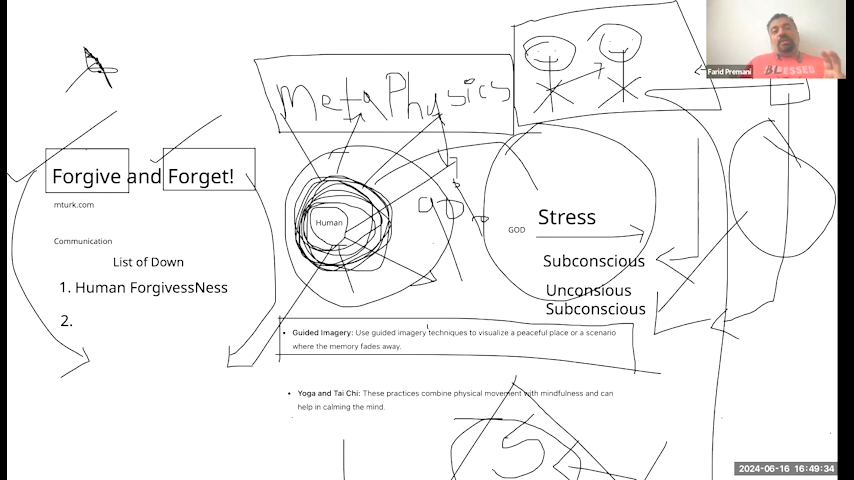 MetaPhysics
BLESSED
Farid Premani
Forgive and Forget!
mturk.com
Communication
List of Down
1. Human ForgivessNess
2.
Human
GOD
Stress
Subconscious
Unconsious
Subconscious
• Guided Imagery: Use guided imagery techniques to visualize a peaceful place or a scenario
where the memory fades away.
• Yoga and Tai Chi: These practices combine physical movement with mindfulness and can
help in calming the mind.
S
2024-06-16 16:49:34